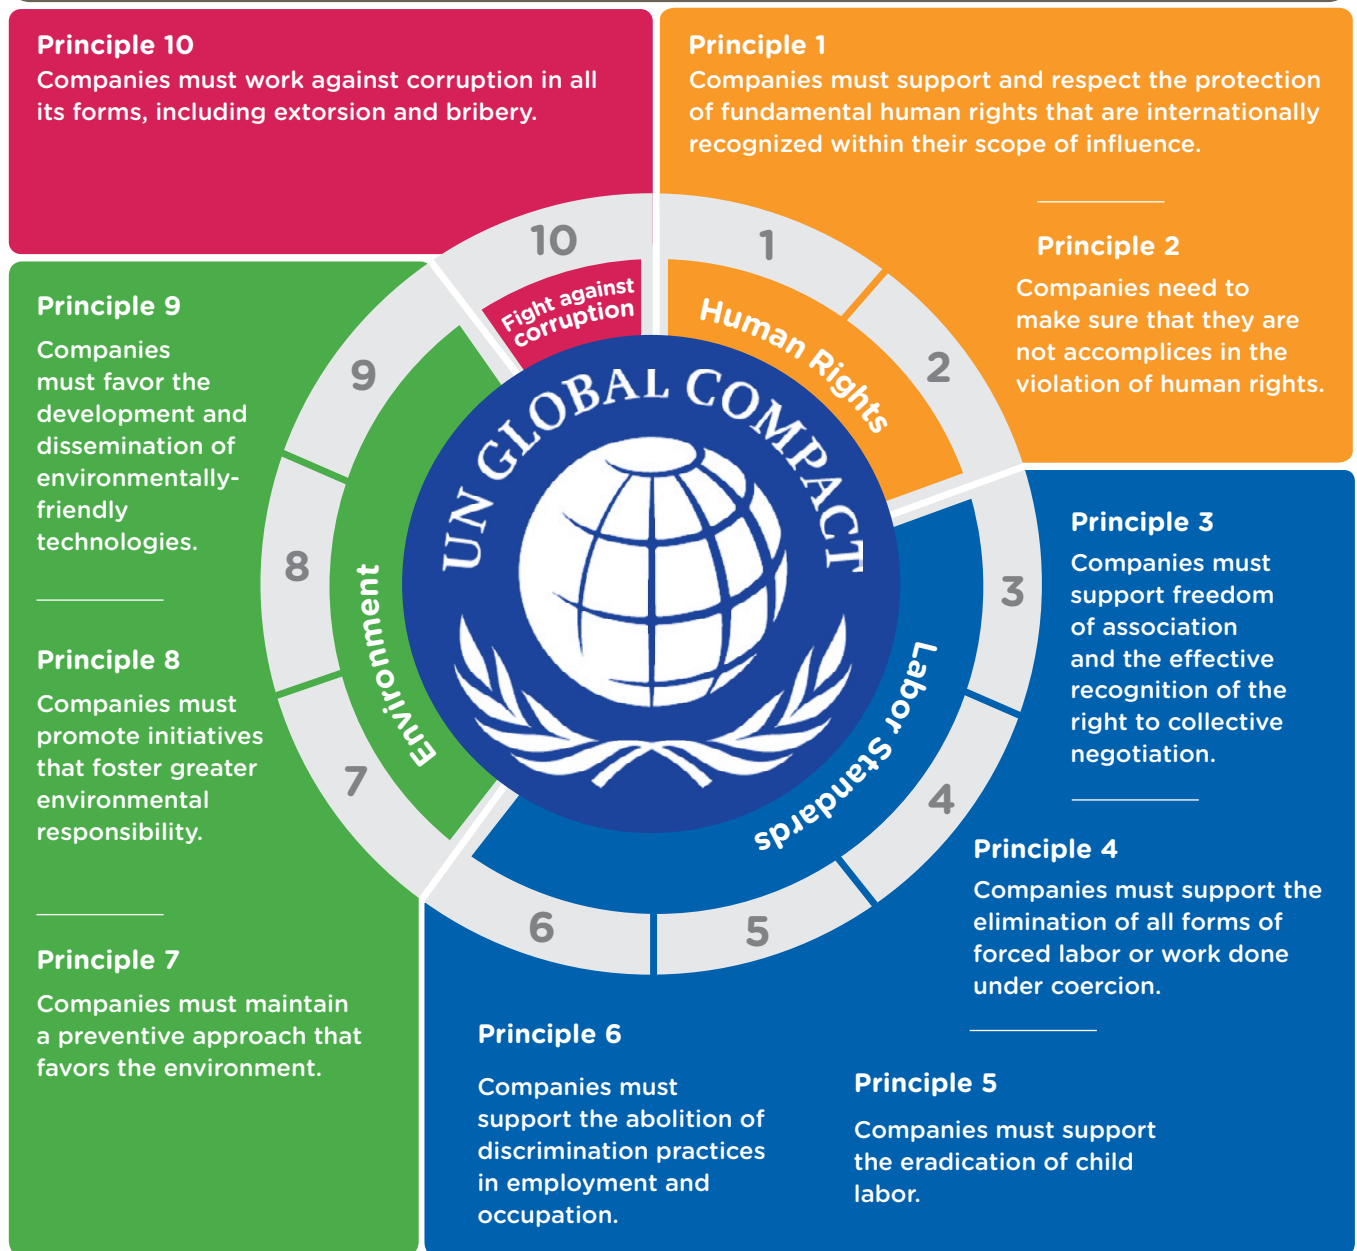 Principle 10
Companies must work against corruption in all
its forms, including extorsion and bribery.
Principle 1
Companies must support and respect the protection
of fundamental human rights that are internationally
recognized within their scope of influence.
Principle 2
Companies need to
make sure that they are
not accomplices in the
violation of human rights.
Principle 3
Companies must
support freedom
of association
and the effective
recognition of the
right to collective
negotiation.
Principle 4
Companies must support the
elimination of all forms of
forced labor or work done
under coercion.
Principle 5
Companies must support
the eradication of child
labor.
Principle 6
Companies must
support the abolition of
discrimination practices
in employment and
occupation.
Principle 7
Companies must maintain
a preventive approach that
favors the environment.
Principle 8
Companies must
promote initiatives
that foster greater
environmental
responsibility.
Principle 9
Companies
must favor the
development and
dissemination of
environmentally-
friendly
technologies.
1
2
3
4
5
6
7
8
9
10
Human Rights
Labor Standards
Environment
Fight against
corruption
UN GLOBAL COMPACT